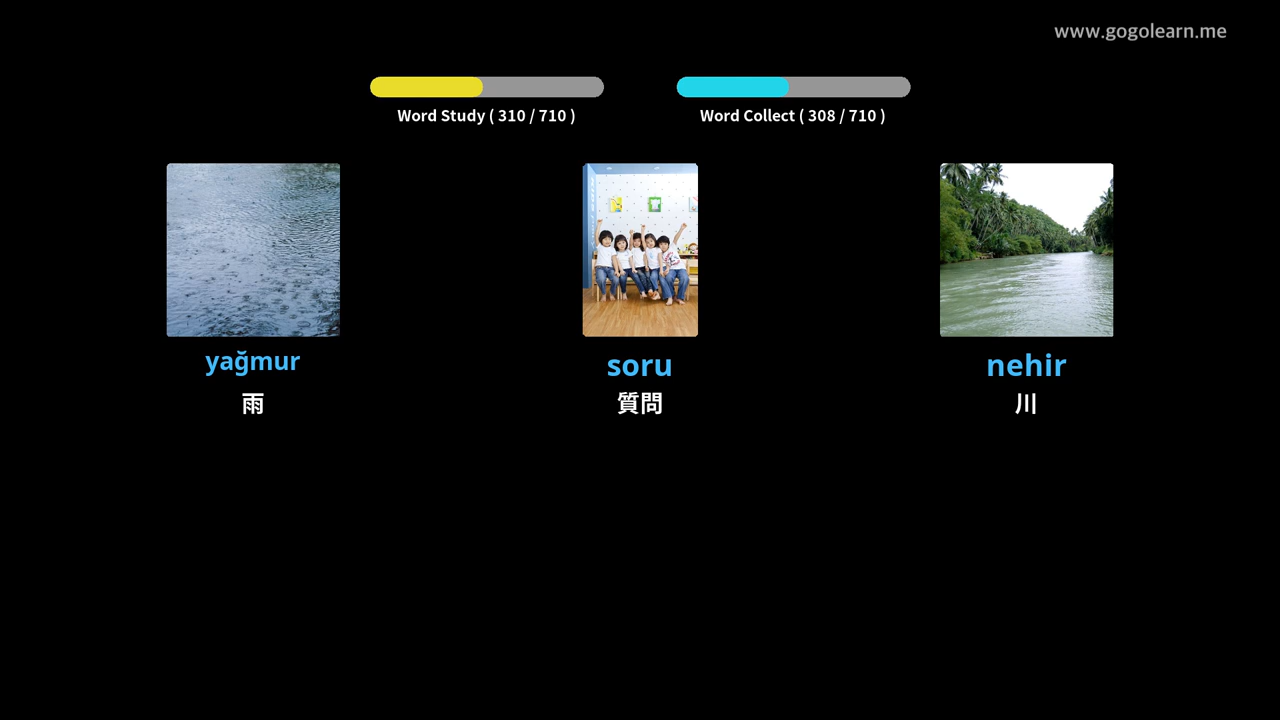 www.gogolearn.me
Word Study ( 310 / 710 )
Word Collect ( 308 / 710 )
yağmur
soru
nehir
雨
質問
川